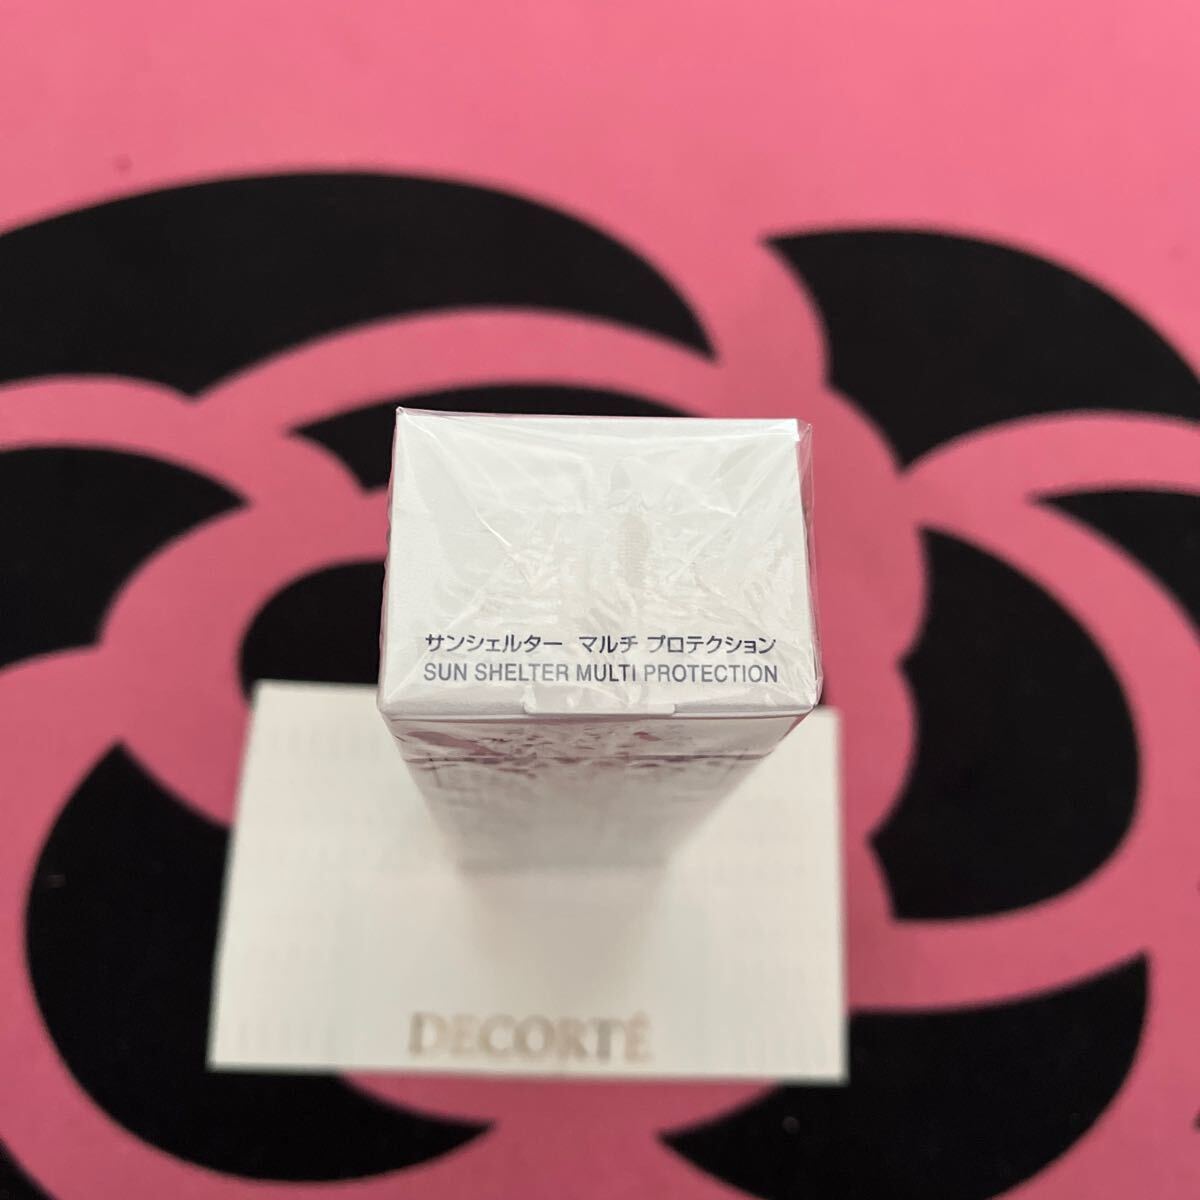 サンシェルター マルチ プロテクション
SUN SHELTER MULTI PROTECTION
DECORTÉ